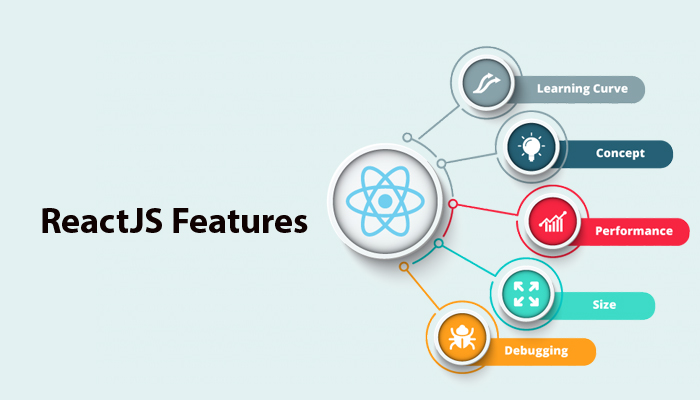 ReactJS Features
Learning Curve
Concept
Performance
Size
Debugging